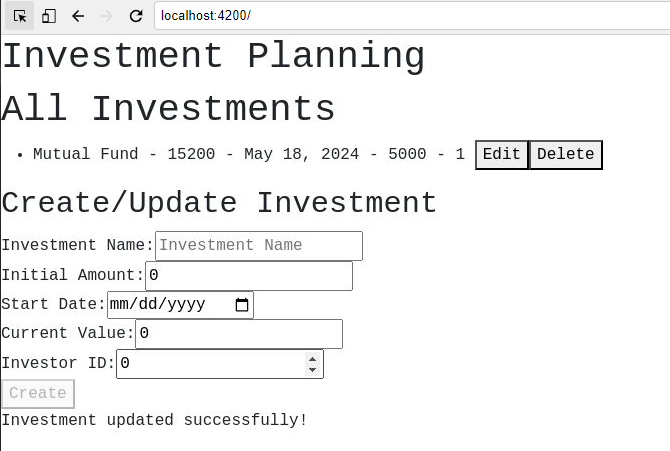 localhost:4200/
Investment Planning
All Investments
• Mutual Fund - 15200 - May 18, 2024 - 5000 - 1 Edit Delete
Create/Update Investment
Investment Name: Investment Name
Initial Amount: 0
Start Date: mm/dd/yyyy
Current Value: 0
Investor ID: 0
Create
Investment updated successfully!